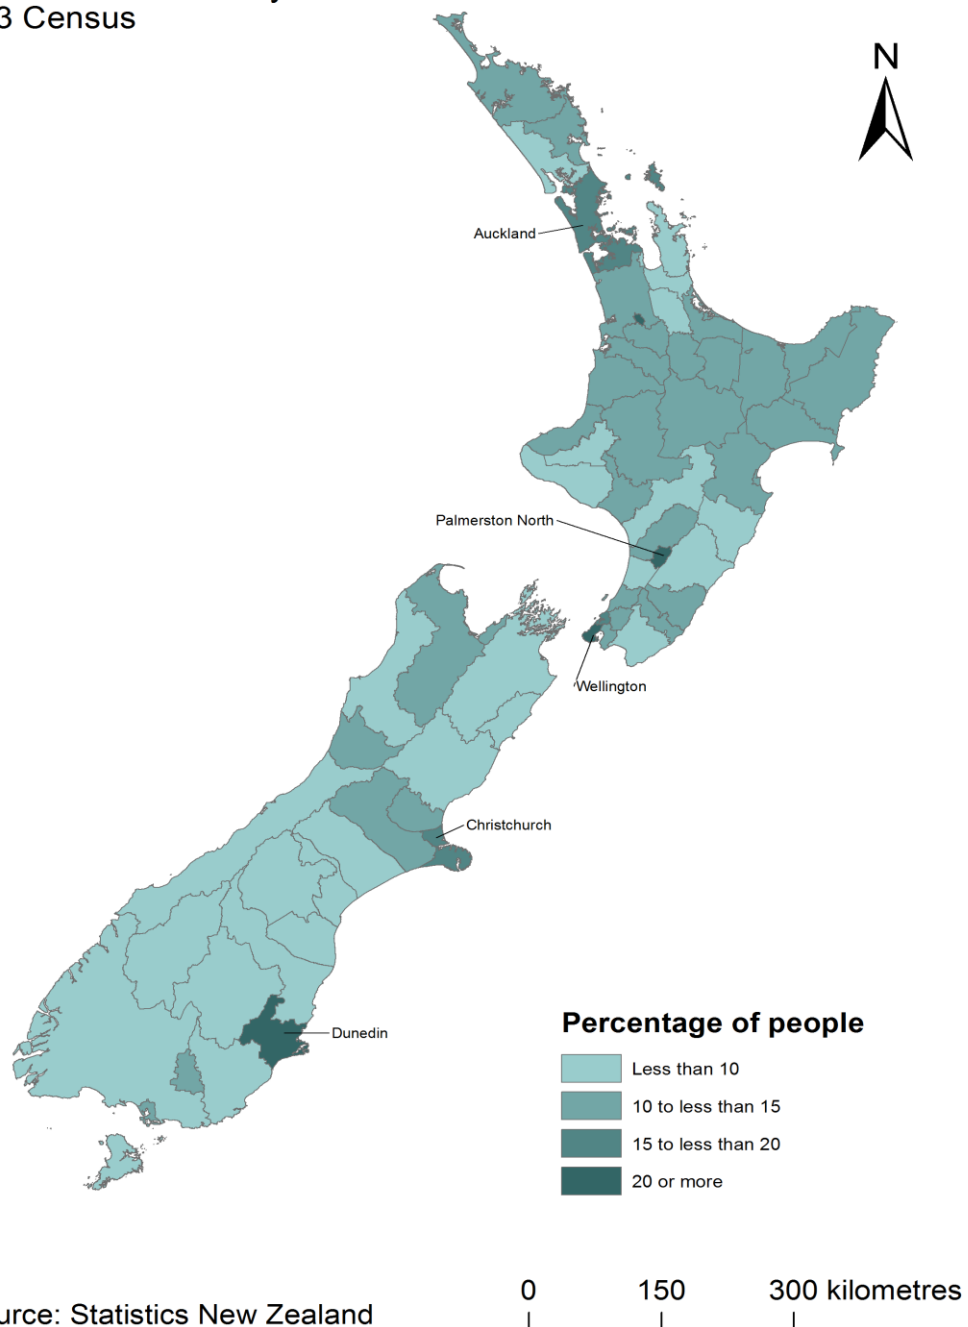 3 Census
N
Auckland
Palmerston North
Wellington
Christchurch
Dunedin
Percentage of people
Less than 10
10 to less than 15
15 to less than 20
20 or more
0 150 300 kilometres
urce: Statistics New Zealand